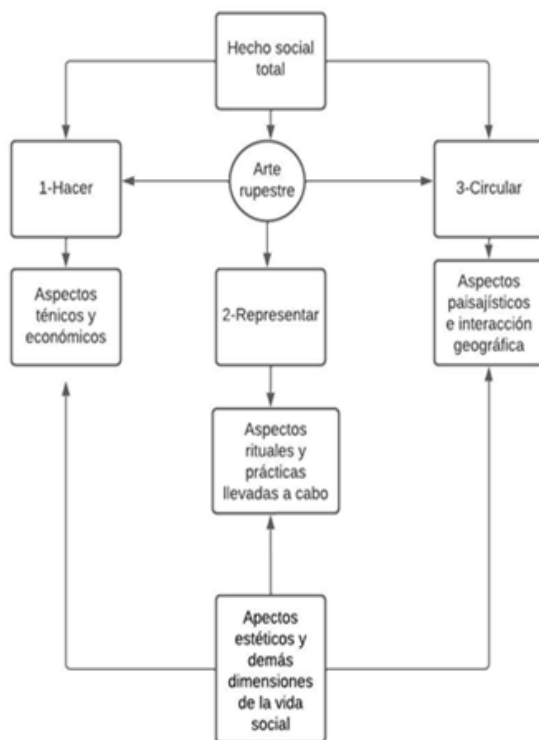 Hecho social
total
1-Hacer
Arte
rupestre
3-Circular
Aspectos
ténicos y
económicos
2-Representar
Aspectos
paisajísticos
e interacción
geográfica
Aspectos
rituales y
prácticas
llevadas a cabo
Apectos
estéticos y
demás
dimensiones
de la vida
social